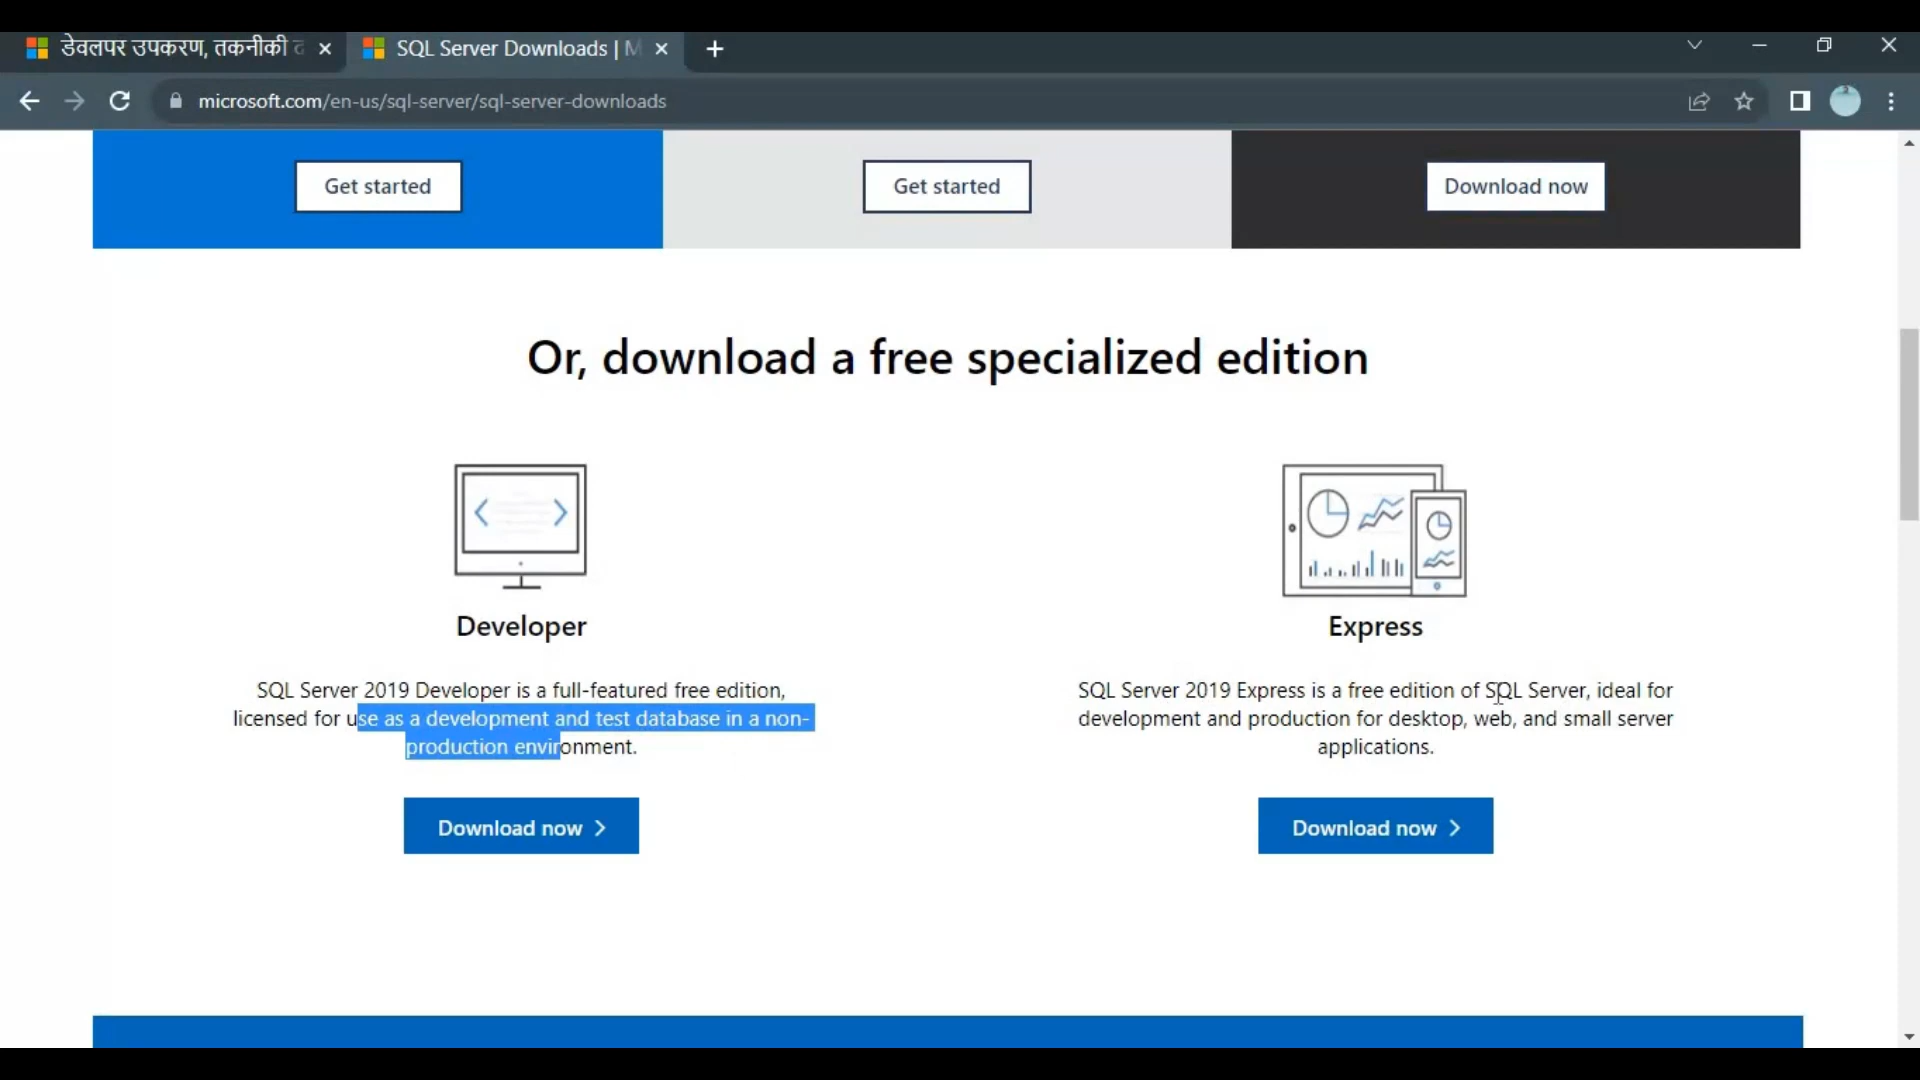 डेवलपर उपकरण, तकनीकी
SQL Server Downloads |
microsoft.com/en-us/sql-server/sql-server-downloads
Get started
Get started
Download now
Or, download a free specialized edition
Developer
SQL Server 2019 Developer is a full-featured free edition,
licensed for use as a development and test database in a non-
production environment.
Download now
Express
SQL Server 2019 Express is a free edition of SQL Server, ideal for
development and production for desktop, web, and small server
applications.
Download now